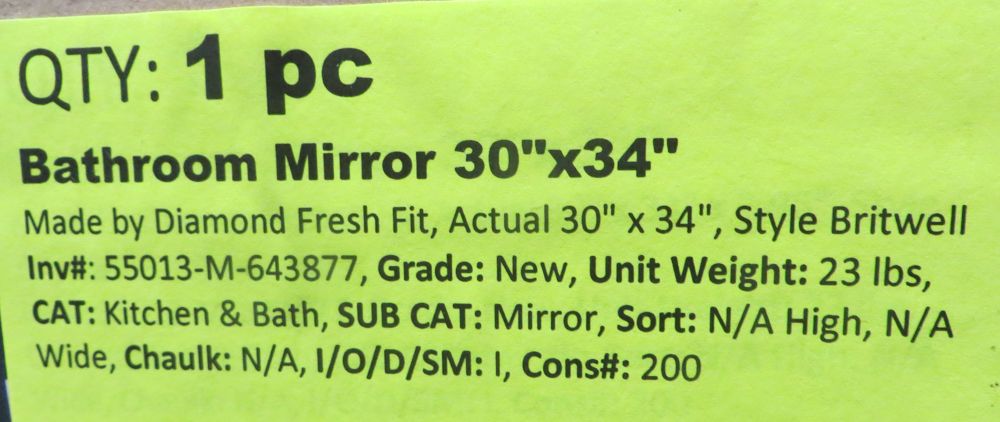 QTY: 1 pc
Bathroom Mirror 30"x34"
Made by Diamond Fresh Fit, Actual 30" x 34", Style Britwell
Inv#: 55013-M-643877, Grade: New, Unit Weight: 23 lbs,
CAT: Kitchen & Bath, SUB CAT: Mirror, Sort: N/A High, N/A
Wide, Chaulk: N/A, I/O/D/SM: I, Cons#: 200